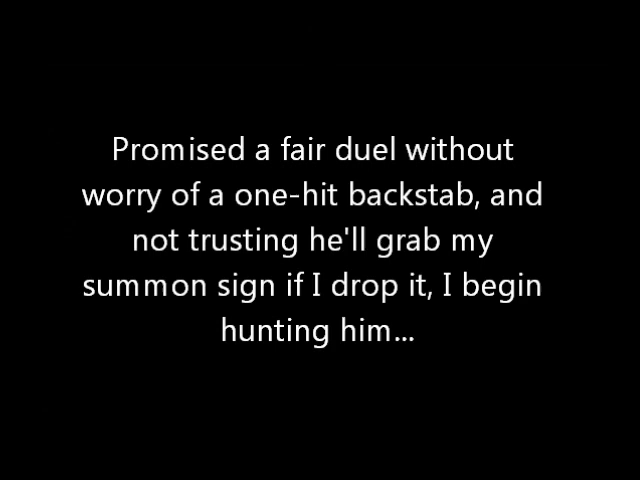 Promised a fair duel without
worry of a one-hit backstab, and
not trusting he'll grab my
summon sign if I drop it, I begin
hunting him...